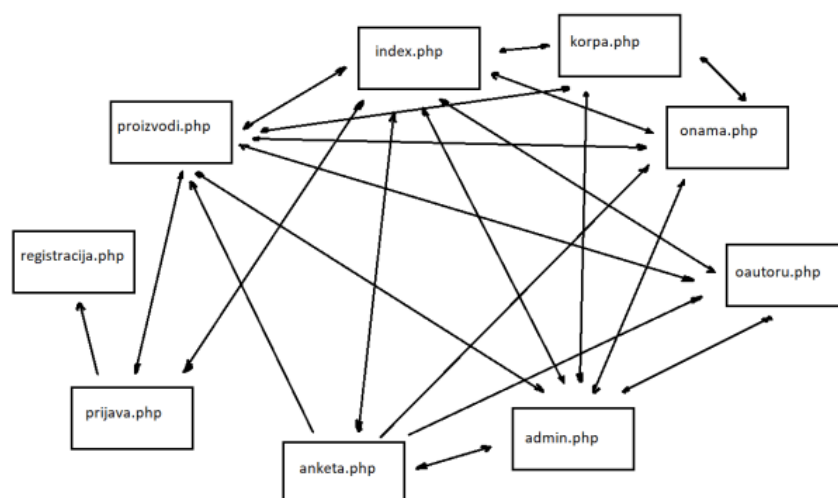 index.php
korpa.php
proizvodi.php
onama.php
registracija.php
oautoru.php
prijava.php
admin.php
anketa.php